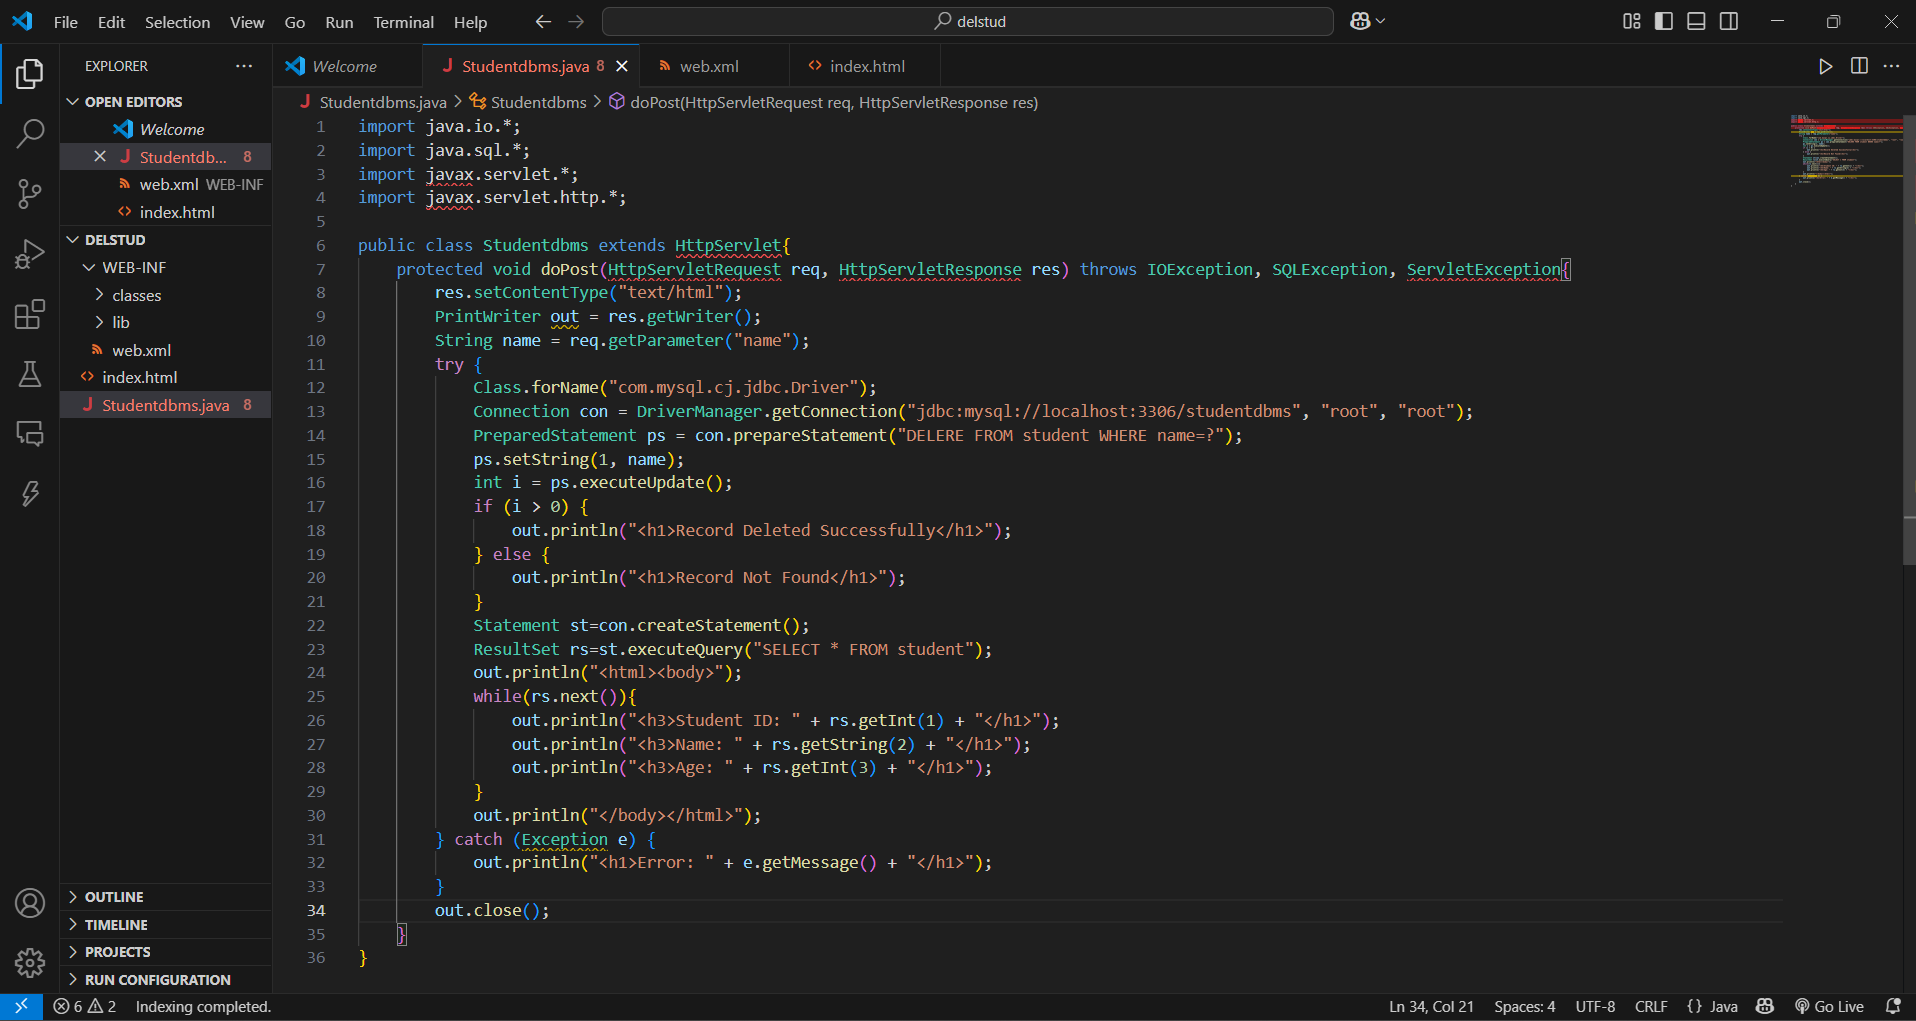 File Edit Selection View Go Run Terminal Help
delstud
EXPLORER
OPEN EDITORS
Welcome
Studentdb... 8
web.xml WEB-INF
index.html
DELSTUD
WEB-INF
classes
lib
web.xml
index.html
Studentdbms.java 8
OUTLINE
TIMELINE
PROJECTS
RUN CONFIGURATION
Welcome Studentdbms.java 8 web.xml index.html
Studentdbms.java > Studentdbms > doPost(HttpServletRequest req, HttpServletResponse res)
1 import java.io.*;
2 import java.sql.*;
3 import javax.servlet.*;
4 import javax.servlet.http.*;
5
6 public class Studentdbms extends HttpServlet{
7 protected void doPost(HttpServletRequest req, HttpServletResponse res) throws IOException, SQLException, ServletException{
8 res.setContentType("text/html");
9 PrintWriter out = res.getWriter();
10 String name = req.getParameter("name");
11 try {
12 Class.forName("com.mysql.cj.jdbc.Driver");
13 Connection con = DriverManager.getConnection("jdbc:mysql://localhost:3306/studentdbms", "root", "root");
14 PreparedStatement ps = con.prepareStatement("DELERE FROM student WHERE name=?");
15 ps.setString(1, name);
16 int i = ps.executeUpdate();
17 if (i > 0) {
18 out.println("<h1>Record Deleted Successfully</h1>");
19 } else {
20 out.println("<h1>Record Not Found</h1>");
21 }
22 Statement st=con.createStatement();
23 ResultSet rs=st.executeQuery("SELECT * FROM student");
24 out.println("<html><body>");
25 while(rs.next()){
26 out.println("<h3>Student ID: " + rs.getInt(1) + "</h1>");
27 out.println("<h3>Name: " + rs.getString(2) + "</h1>");
28 out.println("<h3>Age: " + rs.getInt(3) + "</h1>");
29 }
30 out.println("</body></html>");
31 } catch (Exception e) {
32 out.println("<h1>Error: " + e.getMessage() + "</h1>");
33 }
34 out.close();
35 }
36 }
6 2 Indexing completed.
Ln 34, Col 21 Spaces: 4 UTF-8 CRLF {} Java Go Live